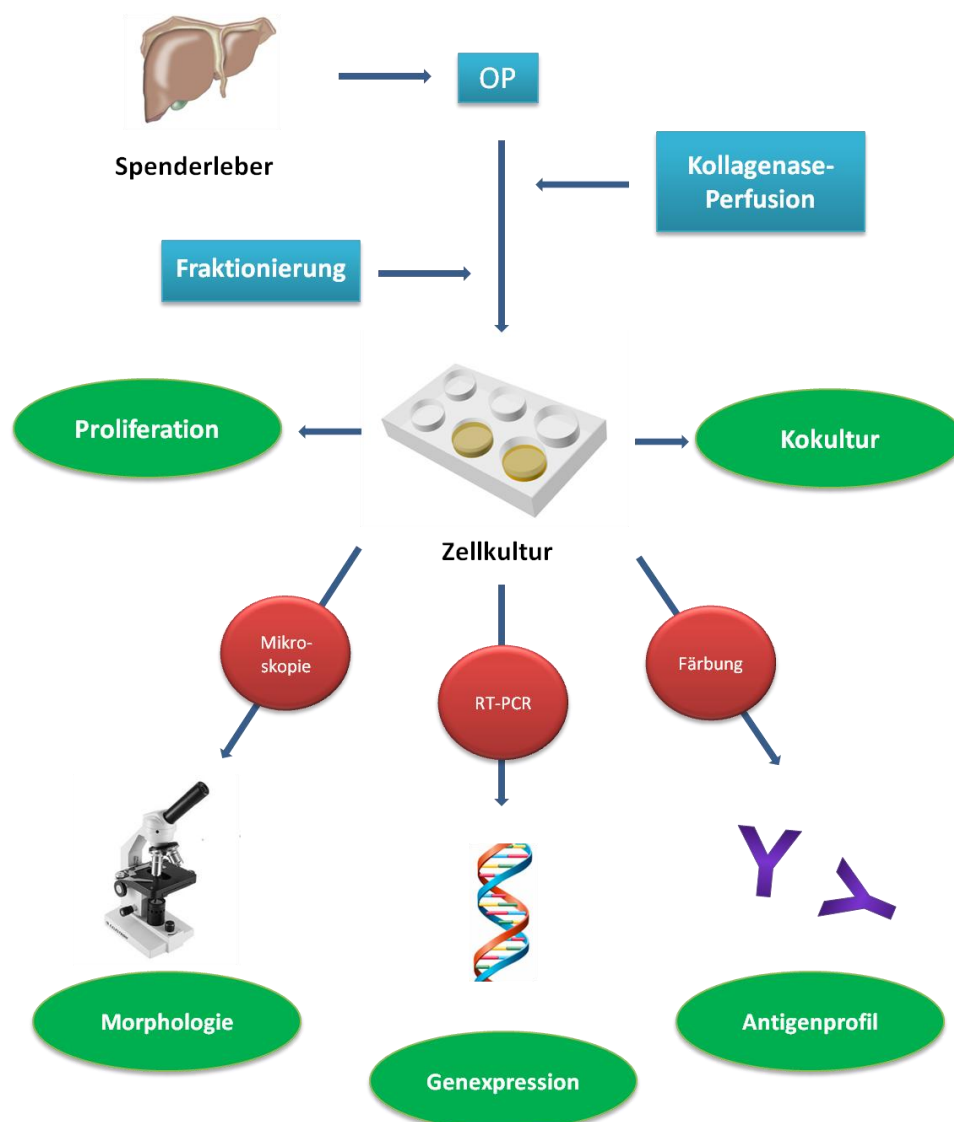 OP
Spenderleber
Kollagenase-
Perfusion
Fraktionierung
Proliferation
Kokultur
Zellkultur
Mikro-
skopie
RT-PCR
Färbung
Morphologie
Genexpression
Antigenprofil